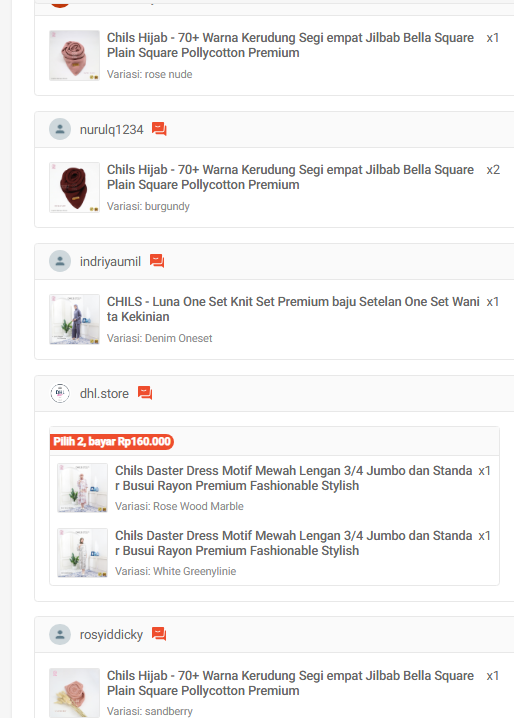 Chils Hijab - 70+ Warna Kerudung Segi empat Jilbab Bella Square x1
Plain Square Pollycotton Premium
Variasi: rose nude
nurulq1234
Chils Hijab - 70+ Warna Kerudung Segi empat Jilbab Bella Square x2
Plain Square Pollycotton Premium
Variasi: burgundy
indriyaumil
CHILS - Luna One Set Knit Set Premium baju Setelan One Set Wani x1
ta Kekinian
Variasi: Denim Oneset
dhl.store
Pilih 2, bayar Rp160.000
Chils Daster Dress Motif Mewah Lengan 3/4 Jumbo dan Standa x1
r Busui Rayon Premium Fashionable Stylish
Variasi: Rose Wood Marble
Chils Daster Dress Motif Mewah Lengan 3/4 Jumbo dan Standa x1
r Busui Rayon Premium Fashionable Stylish
Variasi: White Greenylinie
rosyiddicky
Chils Hijab - 70+ Warna Kerudung Segi empat Jilbab Bella Square x1
Plain Square Pollycotton Premium
Variasi: sandberry